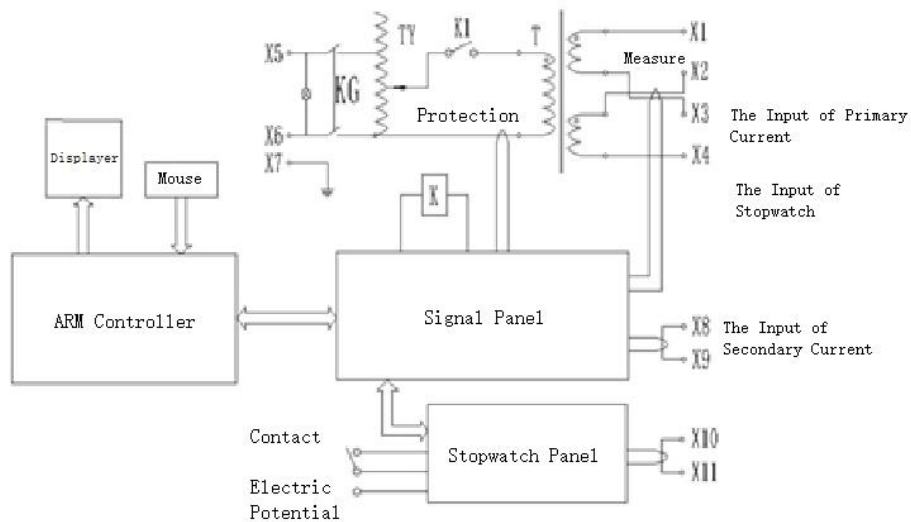 X5
TY
K1
T
X1
KG
Measure
X2
Protection
X3
The Input of Primary
Current
X6
X4
X7
Displayer
Mouse
The Input of
Stopwatch
K
ARM Controller
Signal Panel
X8
The Input of
Secondary Current
X9
Contact
Stopwatch Panel
X110
X111
Electric
Potential